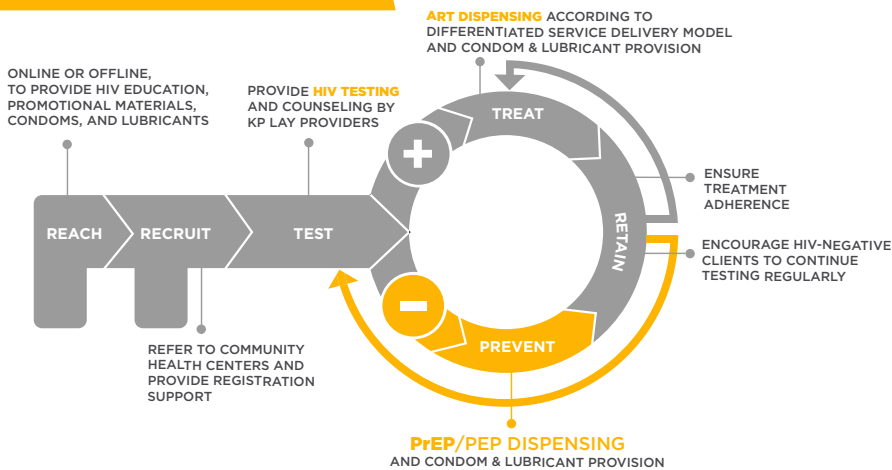 ART DISPENSING ACCORDING TO
DIFFERENTIATED SERVICE DELIVERY MODEL
AND CONDOM & LUBRICANT PROVISION
ONLINE OR OFFLINE,
TO PROVIDE HIV EDUCATION,
PROMOTIONAL MATERIALS,
CONDOMS, AND LUBRICANTS
PROVIDE HIV TESTING
AND COUNSELING BY
KP LAY PROVIDERS
TREAT
+
ENSURE
TREATMENT
ADHERENCE
REACH
RECRUIT
TEST
RETAIN
ENCOURAGE HIV-NEGATIVE
CLIENTS TO CONTINUE
TESTING REGULARLY
−
PREVENT
REFER TO COMMUNITY
HEALTH CENTERS AND
PROVIDE REGISTRATION
SUPPORT
PrEP/PEP DISPENSING
AND CONDOM & LUBRICANT PROVISION